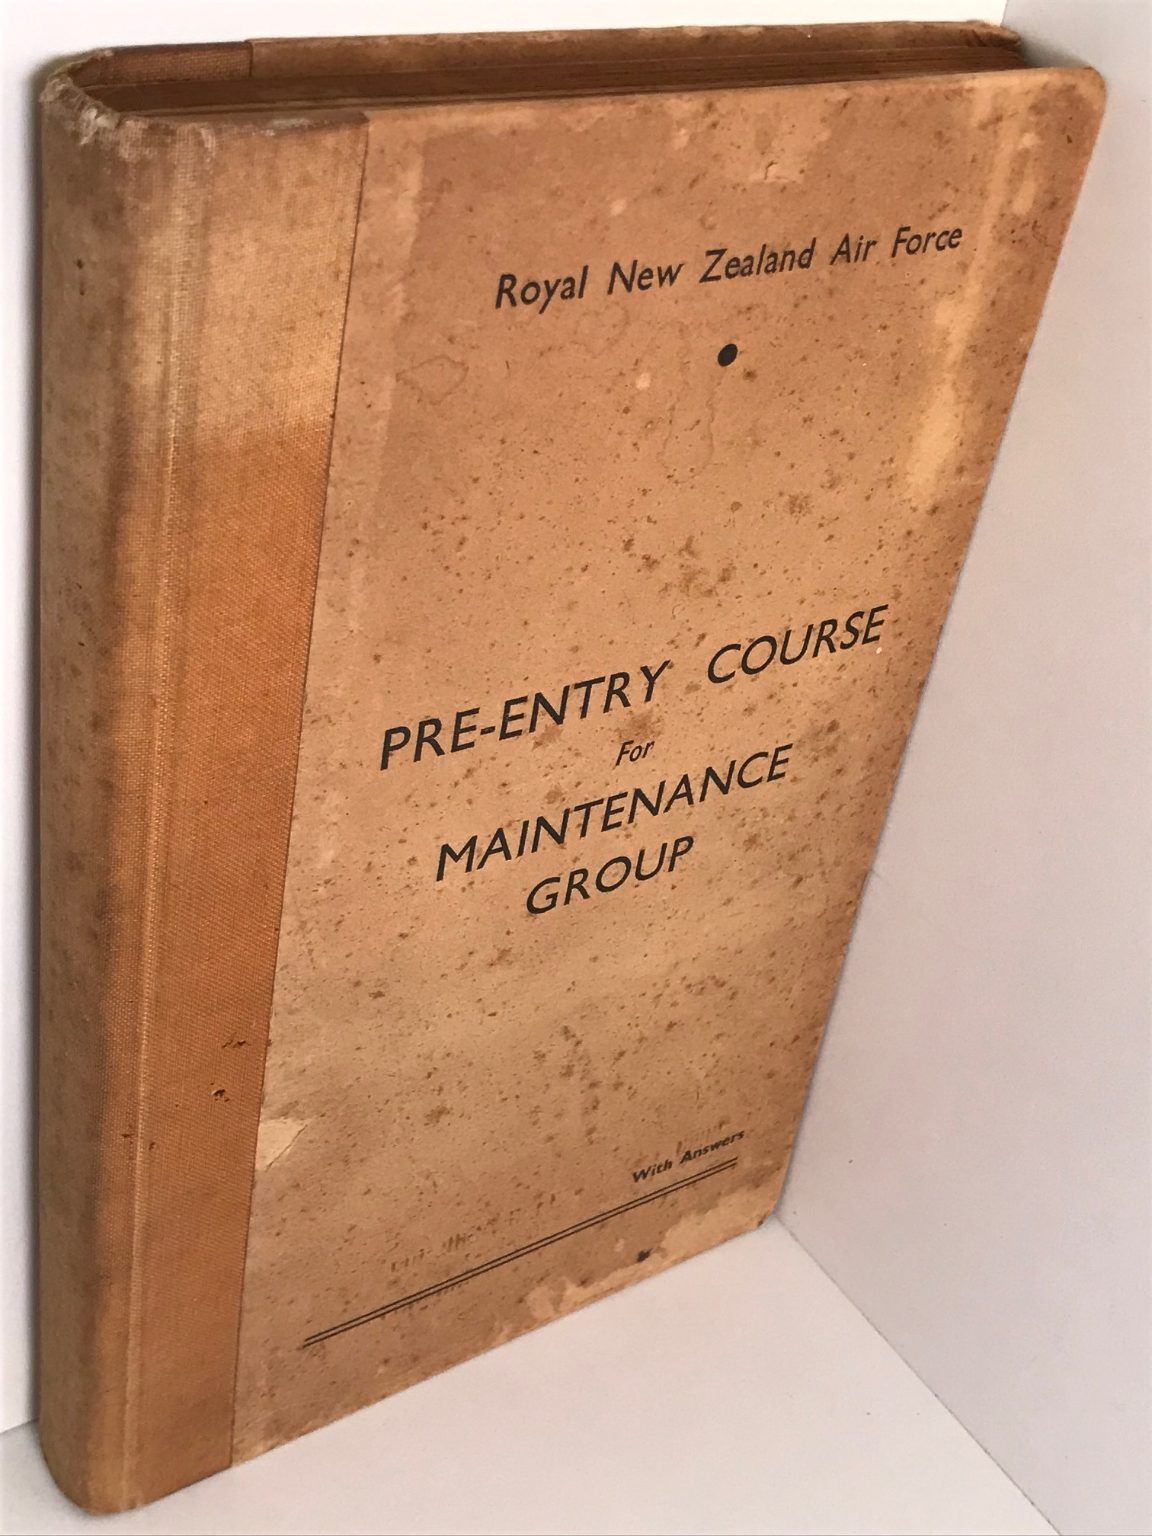 Royal New Zealand Air Force
PRE-ENTRY COURSE
For
MAINTENANCE
GROUP
With Answers